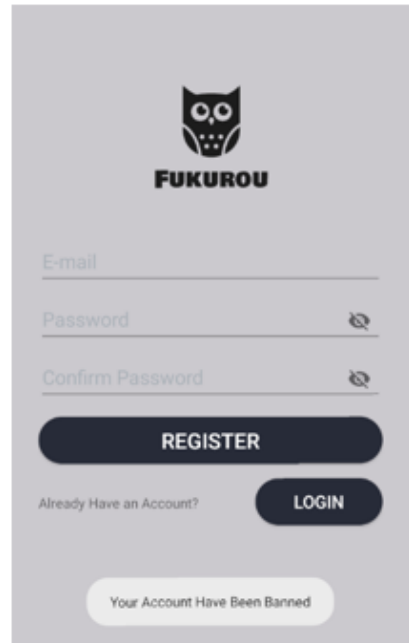 FUKUROU
E-mail
Password
Confirm Password
REGISTER
Already Have an Account?
LOGIN
Your Account Have Been Banned